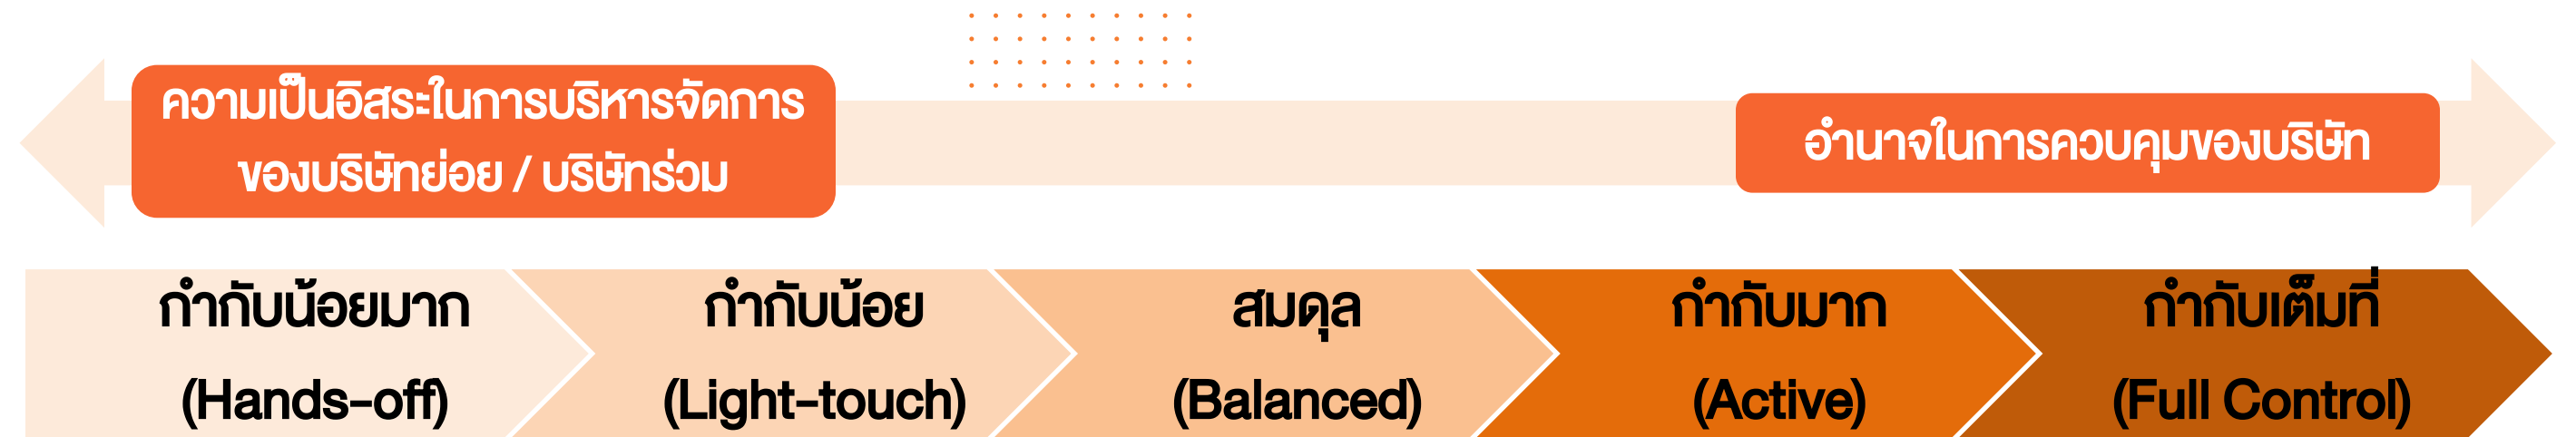 ความเป็นอิสระในการบริหารจัดการ
ของบริษัทย่อย / บริษัทร่วม
อำนาจในการควบคุมของบริษัท
กำกับน้อยมาก
(Hands-off)
กำกับน้อย
(Light-touch)
สมดุล
(Balanced)
กำกับมาก
(Active)
กำกับเต็มที่
(Full Control)